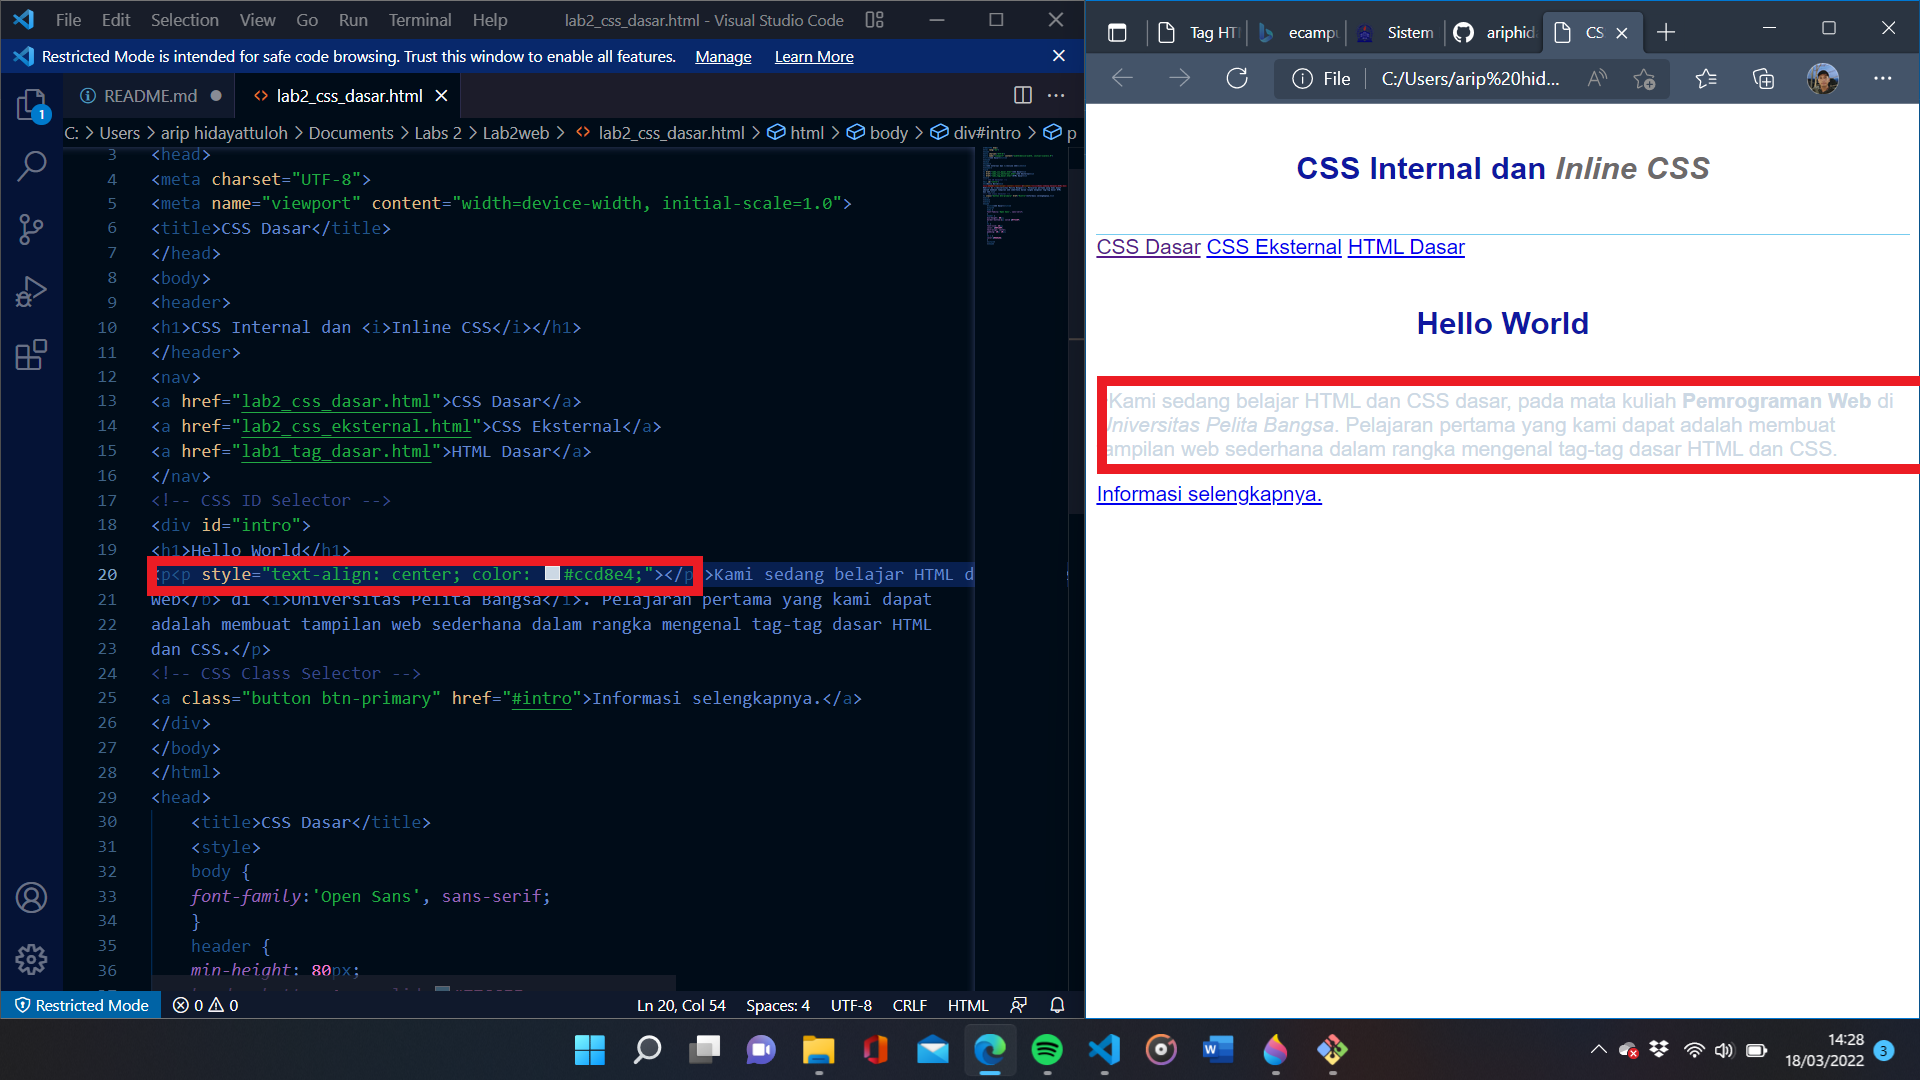 File Edit Selection View Go Run Terminal Help lab2_css_dasar.html - Visual Studio Code
Restricted Mode is intended for safe code browsing. Trust this window to enable all features. Manage Learn More
README.md lab2_css_dasar.html
C: > Users > arip hidayattuloh > Documents > Labs 2 > Lab2web > lab2_css_dasar.html > html > body > div#intro > p
3 <head>
4 <meta charset="UTF-8">
5 <meta name="viewport" content="width=device-width, initial-scale=1.0">
6 <title>CSS Dasar</title>
7 </head>
8 <body>
9 <header>
10 <h1>CSS Internal dan <i>Inline CSS</i></h1>
11 </header>
12 <nav>
13 <a href="lab2_css_dasar.html">CSS Dasar</a>
14 <a href="lab2_css_eksternal.html">CSS Eksternal</a>
15 <a href="lab1_tag_dasar.html">HTML Dasar</a>
16 </nav>
17 <!-- CSS ID Selector -->
18 <div id="intro">
19 <h1>Hello World</h1>
20 p<p style="text-align: center; color: #ccd8e4;"></p >Kami sedang belajar HTML d
21 Web</b> di <i>Universitas Pelita Bangsa</i>. Pelajaran pertama yang kami dapat
22 adalah membuat tampilan web sederhana dalam rangka mengenal tag-tag dasar HTML
23 dan CSS.</p>
24 <!-- CSS Class Selector -->
25 <a class="button btn-primary" href="#intro">Informasi selengkapnya.</a>
26 </div>
27 </body>
28 </html>
29 <head>
30 <title>CSS Dasar</title>
31 <style>
32 body {
33 font-family:'Open Sans', sans-serif;
34 }
35 header {
36 min-height: 80px;
Restricted Mode 0 0 Ln 20, Col 54 Spaces: 4 UTF-8 CRLF HTML
Tag HT ecampu Sistem ariphid CS
File C:/Users/arip%20hid...
CSS Internal dan Inline CSS
CSS Dasar CSS Eksternal HTML Dasar
Hello World
Kami sedang belajar HTML dan CSS dasar, pada mata kuliah Pemrograman Web di
niversitas Pelita Bangsa. Pelajaran pertama yang kami dapat adalah membuat
ampilan web sederhana dalam rangka mengenal tag-tag dasar HTML dan CSS.
Informasi selengkapnya.
1
14:28
18/03/2022 3